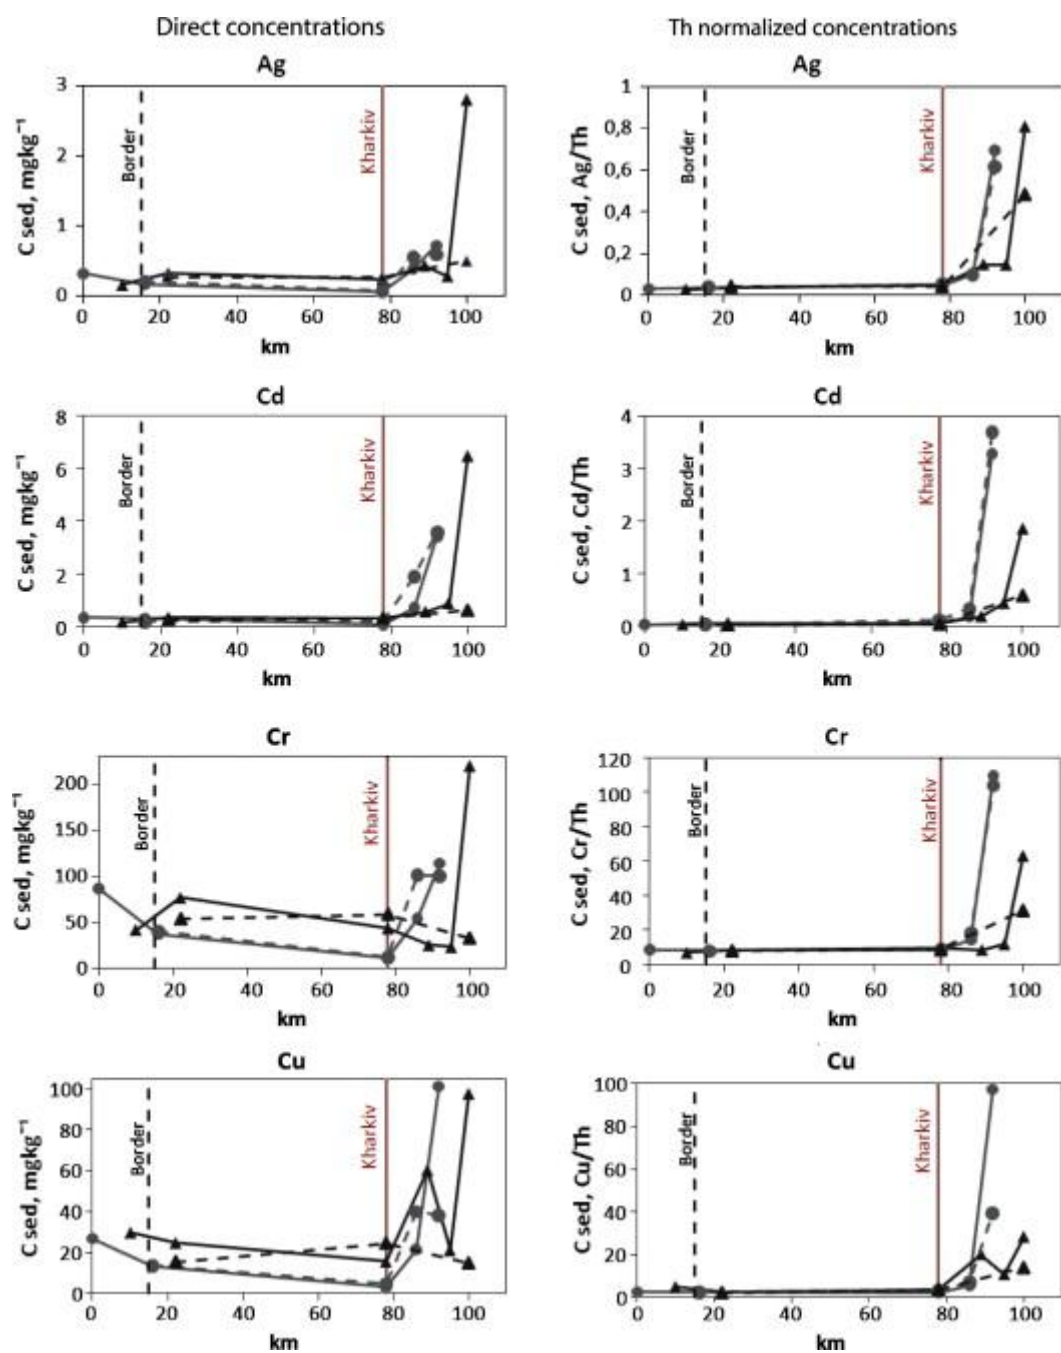 Direct concentrations
Th normalized concentrations
Ag
C sed, mgkg⁻¹
3
2
1
0
0 20 40 60 80 100
km
Border
Kharkiv
Ag
C sed, Ag/Th
1
0,8
0,6
0,4
0,2
0
0 20 40 60 80 100
km
Border
Kharkiv
Cd
C sed, mgkg⁻¹
8
6
4
2
0
0 20 40 60 80 100
km
Border
Kharkiv
Cd
C sed, Cd/Th
4
3
2
1
0
0 20 40 60 80 100
km
Border
Kharkiv
Cr
C sed, mgkg⁻¹
200
150
100
50
0
0 20 40 60 80 100
km
Border
Kharkiv
Cr
C sed, Cr/Th
120
100
80
60
40
20
0
0 20 40 60 80 100
km
Border
Kharkiv
Cu
C sed, mgkg⁻¹
100
80
60
40
20
0
0 20 40 60 80 100
km
Border
Kharkiv
Cu
C sed, Cu/Th
100
80
60
40
20
0
0 20 40 60 80 100
km
Border
Kharkiv